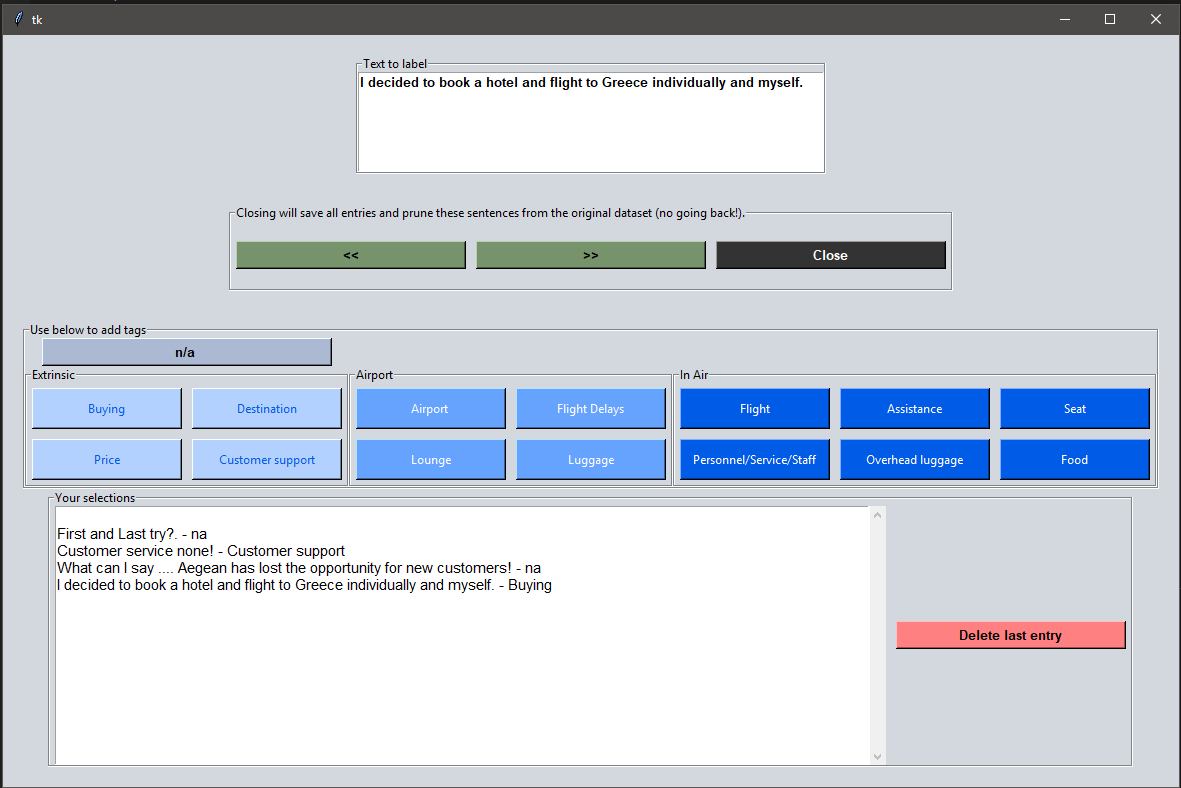 tk
Text to label
I decided to book a hotel and flight to Greece individually and myself.
Closing will save all entries and prune these sentences from the original dataset (no going back!).
<<
>>
Close
Use below to add tags
n/a
Extrinsic
Buying
Destination
Price
Customer support
Airport
Airport
Flight Delays
Lounge
Luggage
In Air
Flight
Assistance
Seat
Personnel/Service/Staff
Overhead luggage
Food
Your selections
First and Last try?. - na
Customer service none! - Customer support
What can I say .... Aegean has lost the opportunity for new customers! - na
I decided to book a hotel and flight to Greece individually and myself. - Buying
Delete last entry